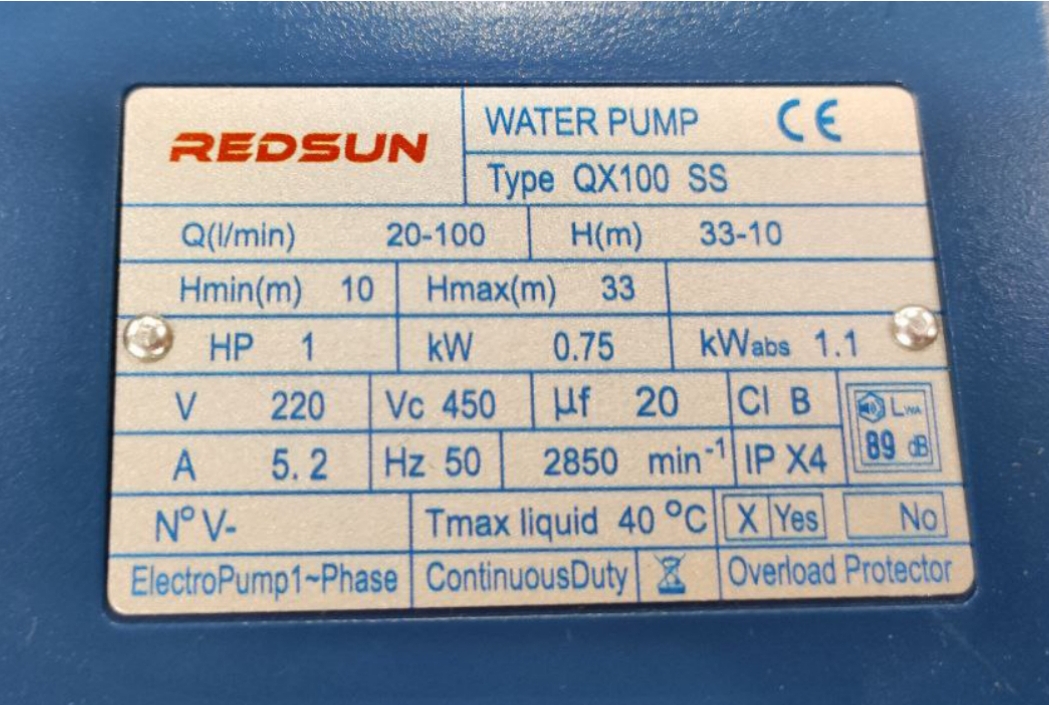 REDSUN
WATER PUMP CE
Type QX100 SS
Q(l/min) 20-100 H(m) 33-10
Hmin(m) 10 Hmax(m) 33
HP 1 kW 0.75 kWabs 1.1
V 220 Vc 450 µf 20 Cl B LWA
A 5.2 Hz 50 2850 min⁻¹ IP X4 89 dB
N° V- Tmax liquid 40 °C X Yes No
ElectroPump1~Phase ContinuousDuty Overload Protector